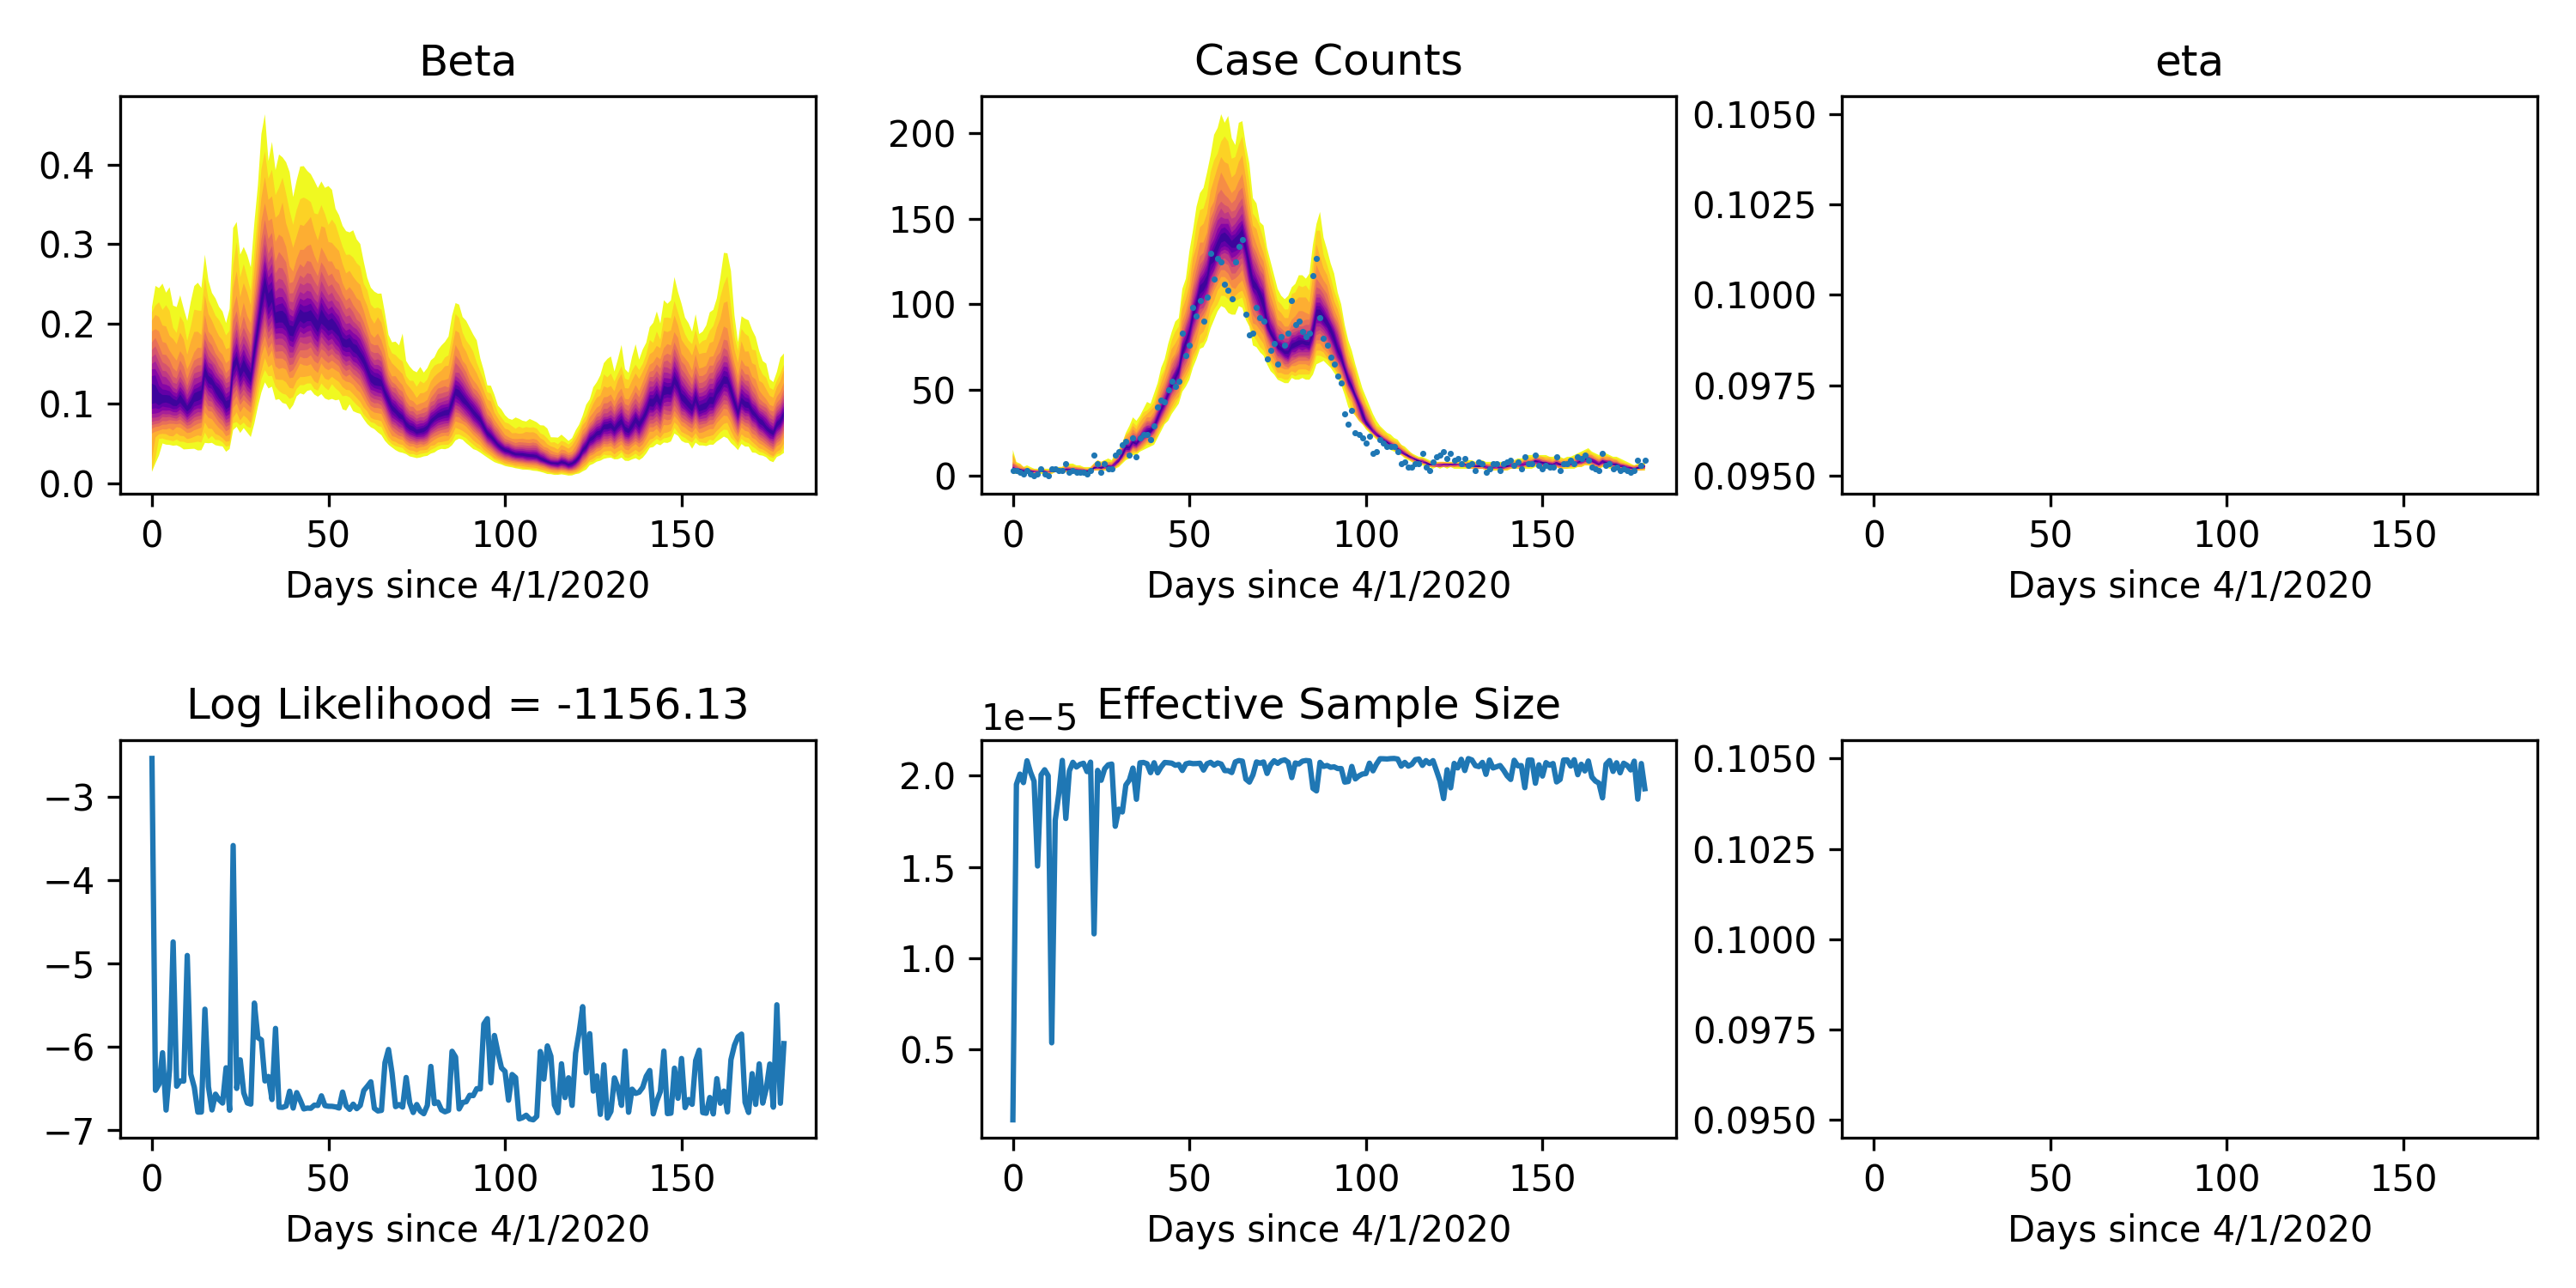 Beta
0.4
0.3
0.2
0.1
0.0
0 50 100 150
Days since 4/1/2020
Case Counts
200
150
100
50
0
0 50 100 150
Days since 4/1/2020
eta
0.1050
0.1025
0.1000
0.0975
0.0950
0 50 100 150
Days since 4/1/2020
Log Likelihood = -1156.13
−3
−4
−5
−6
−7
0 50 100 150
Days since 4/1/2020
1e−5 Effective Sample Size
2.0
1.5
1.0
0.5
0 50 100 150
Days since 4/1/2020
0.1050
0.1025
0.1000
0.0975
0.0950
0 50 100 150
Days since 4/1/2020